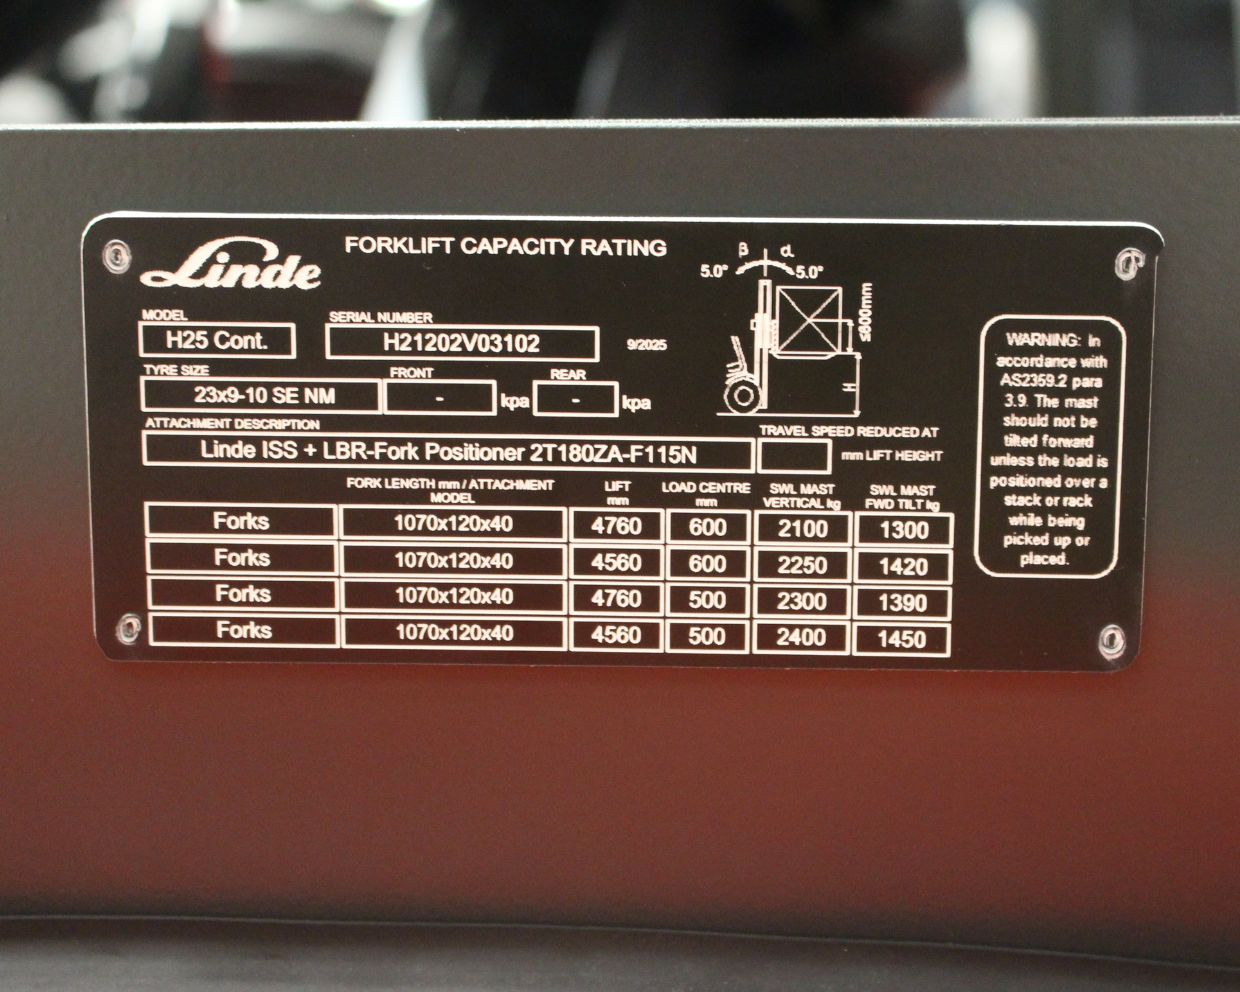 Linde
FORKLIFT CAPACITY RATING
β α
5.0° 5.0°
≤600mm
H
MODEL
H25 Cont.
SERIAL NUMBER
H21202V03102
9/2025
TYRE SIZE
23x9-10 SE NM
FRONT
- kpa
REAR
- kpa
ATTACHMENT DESCRIPTION
Linde ISS + LBR-Fork Positioner 2T180ZA-F115N
TRAVEL SPEED REDUCED AT
mm LIFT HEIGHT
FORK LENGTH mm / ATTACHMENT
MODEL
LIFT
mm
LOAD CENTRE
mm
SWL MAST
VERTICAL kg
SWL MAST
FWD TILT kg
Forks 1070x120x40 4760 600 2100 1300
Forks 1070x120x40 4560 600 2250 1420
Forks 1070x120x40 4760 500 2300 1390
Forks 1070x120x40 4560 500 2400 1450
WARNING: In
accordance with
AS2359.2 para
3.9. The mast
should not be
tilted forward
unless the load is
positioned over a
stack or rack
while being
picked up or
placed.